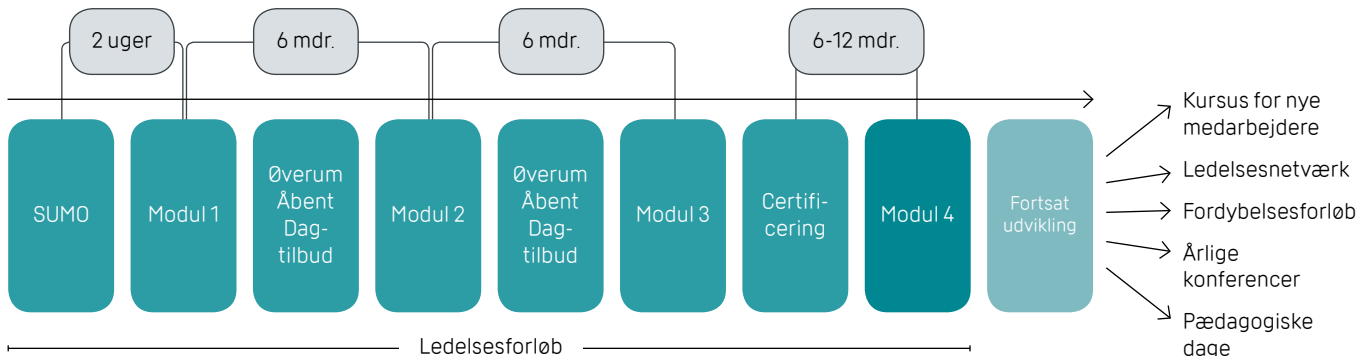 2 uger
6 mdr.
6 mdr.
6-12 mdr.
SUMO
Modul 1
Øverum
Åbent
Dag-
tilbud
Modul 2
Øverum
Åbent
Dag-
tilbud
Modul 3
Certifi-
cering
Modul 4
Fortsat
udvikling
Kursus for nye
medarbejdere
Ledelsesnetværk
Fordybelsesforløb
Årlige
konferencer
Pædagogiske
dage
Ledelsesforløb